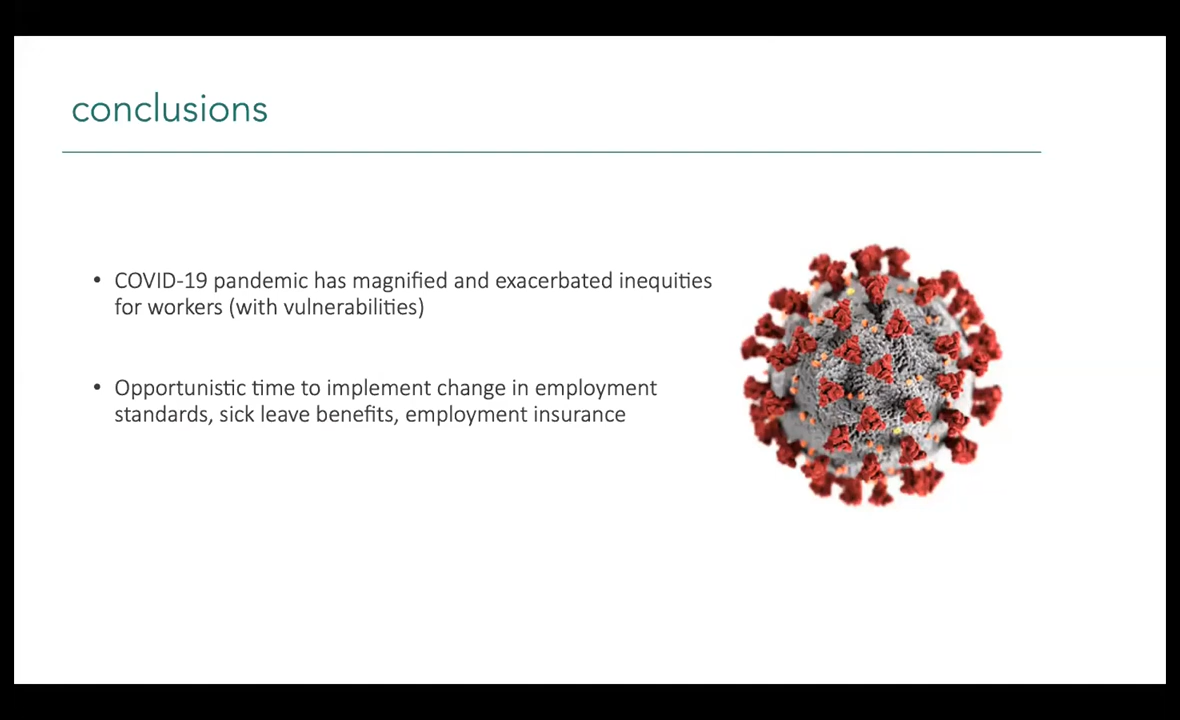 conclusions
• COVID-19 pandemic has magnified and exacerbated inequities
for workers (with vulnerabilities)
• Opportunistic time to implement change in employment
standards, sick leave benefits, employment insurance